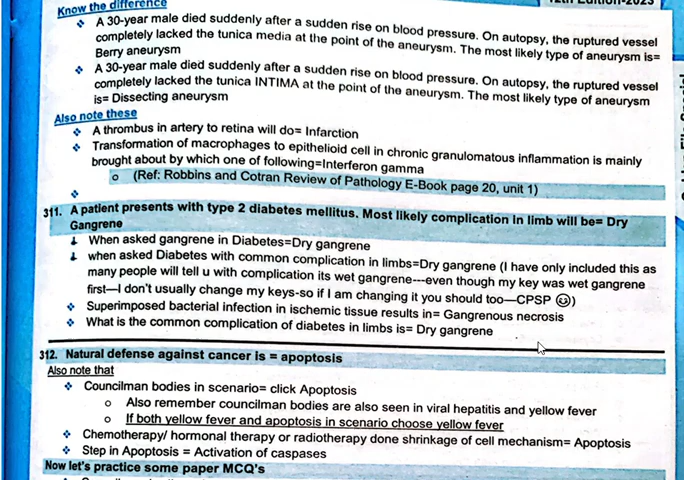 Know the difference
12th Edition-2023
❖ A 30-year male died suddenly after a sudden rise on blood pressure. On autopsy, the ruptured vessel
completely lacked the tunica media at the point of the aneurysm. The most likely type of aneurysm is=
Berry aneurysm
❖ A 30-year male died suddenly after a sudden rise on blood pressure. On autopsy, the ruptured vessel
completely lacked the tunica INTIMA at the point of the aneurysm. The most likely type of aneurysm
is= Dissecting aneurysm
Also note these
❖ A thrombus in artery to retina will do= Infarction
❖ Transformation of macrophages to epithelioid cell in chronic granulomatous inflammation is mainly
brought about by which one of following=Interferon gamma
o (Ref: Robbins and Cotran Review of Pathology E-Book page 20, unit 1)
❖
311. A patient presents with type 2 diabetes mellitus. Most likely complication In limb will be= Dry
Gangrene
When asked gangrene in Diabetes=Dry gangrene
when asked Diabetes with common complication in limbs=Dry gangrene (I have only included this as
many people will tell u with complication its wet gangrene---even though my key was wet gangrene
first—I don't usually change my keys-so if I am changing it you should too—CPSP ☺)
❖ Superimposed bacterial infection in ischemic tissue results in= Gangrenous necrosis
❖ What is the common complication of diabetes in limbs is= Dry gangrene
312. Natural defense against cancer is = apoptosis
Also note that
❖ Councilman bodies in scenario= click Apoptosis
o Also remember councilman bodies are also seen in viral hepatitis and yellow fever
o If both yellow fever and apoptosis in scenario choose yellow fever
❖ Chemotherapy/ hormonal therapy or radiotherapy done shrinkage of cell mechanism= Apoptosis
❖ Step in Apoptosis = Activation of caspases
Now let's practice some paper MCQ's